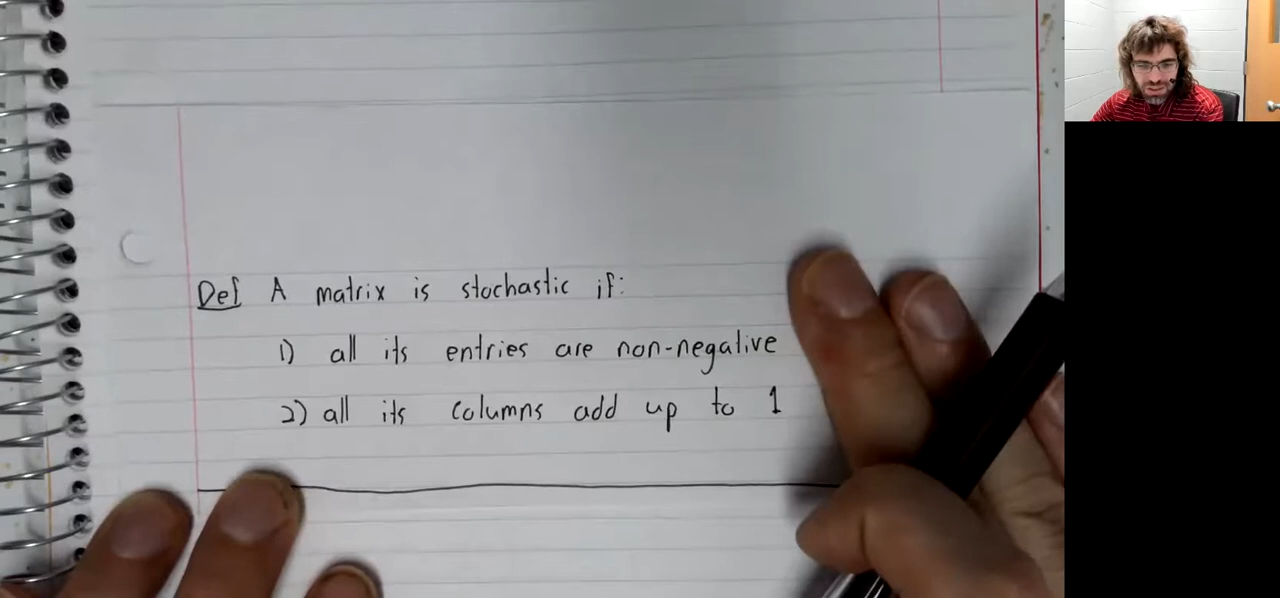 Def A matrix is stochastic if:
1) all its entries are non-negative
2) all its columns add up to 1